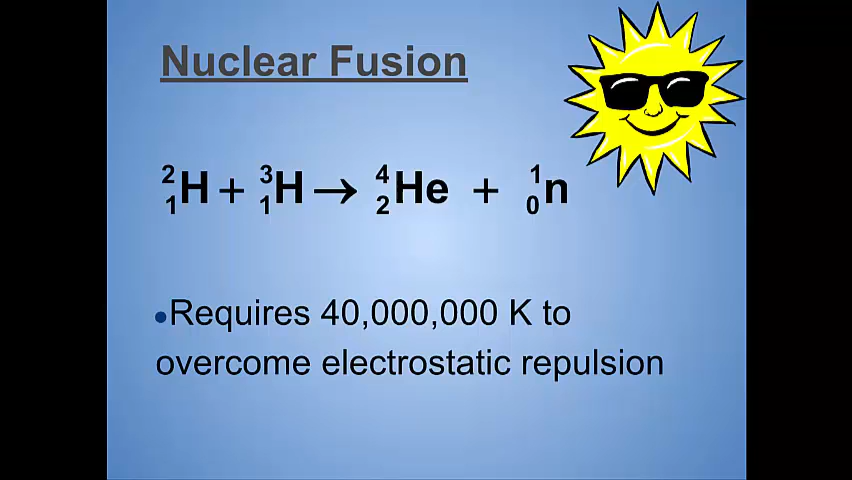 Nuclear Fusion
²₁H + ³₁H → ⁴₂He + ¹₀n
●Requires 40,000,000 K to
overcome electrostatic repulsion